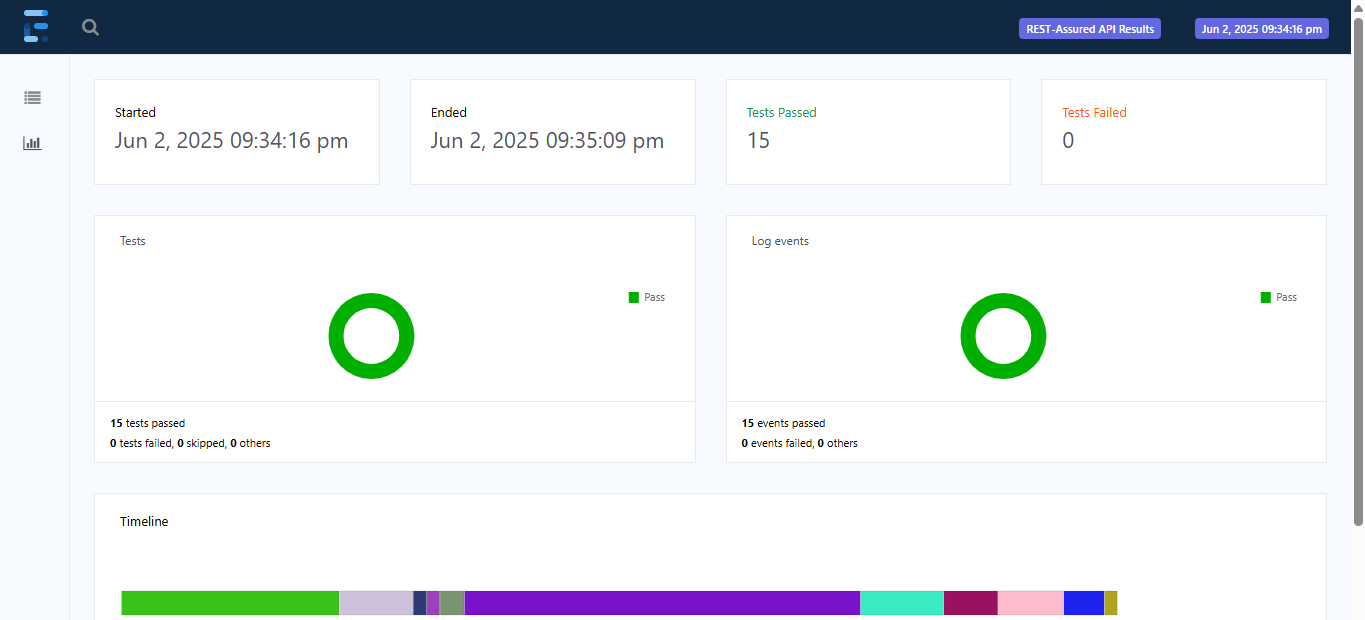 REST-Assured API Results
Jun 2, 2025 09:34:16 pm
Started
Jun 2, 2025 09:34:16 pm
Ended
Jun 2, 2025 09:35:09 pm
Tests Passed
15
Tests Failed
0
Tests
Pass
15 tests passed
0 tests failed, 0 skipped, 0 others
Log events
Pass
15 events passed
0 events failed, 0 others
Timeline